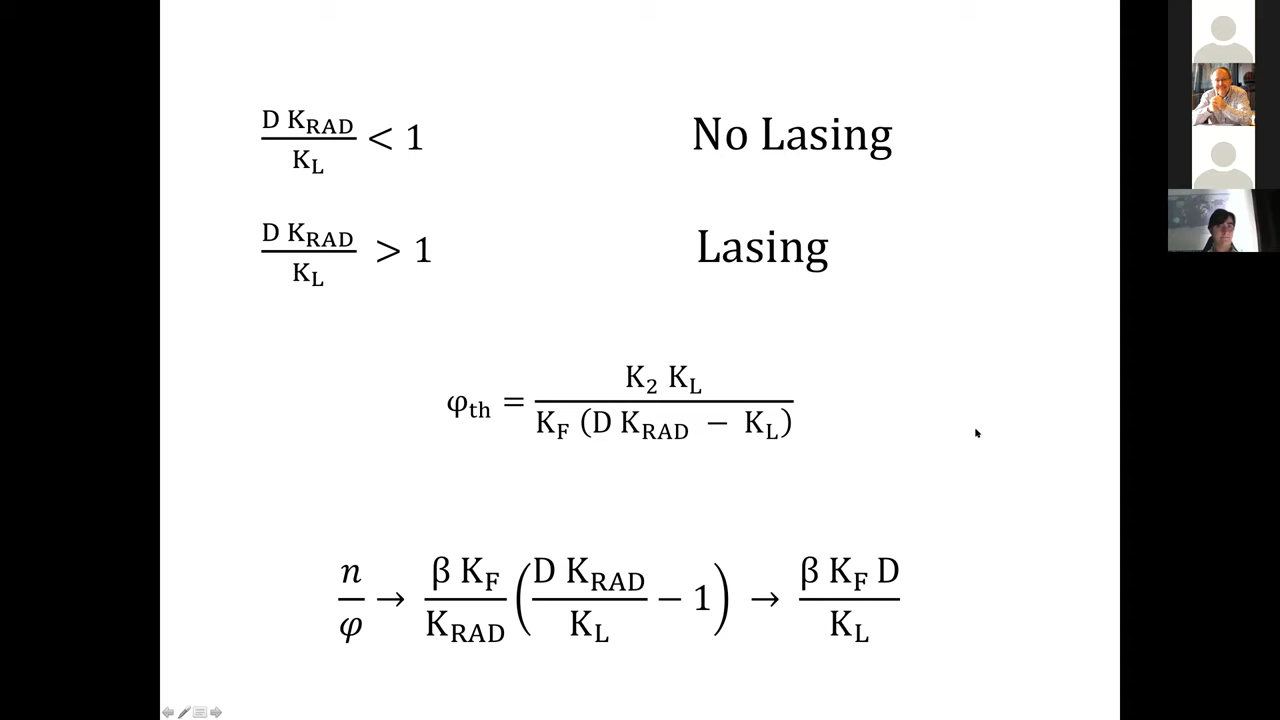 D K_RAD / K_L < 1 No Lasing
D K_RAD / K_L > 1 Lasing
φ_th = K_2 K_L / K_F (D K_RAD − K_L)
n / φ → β K_F / K_RAD (D K_RAD / K_L − 1) → β K_F D / K_L